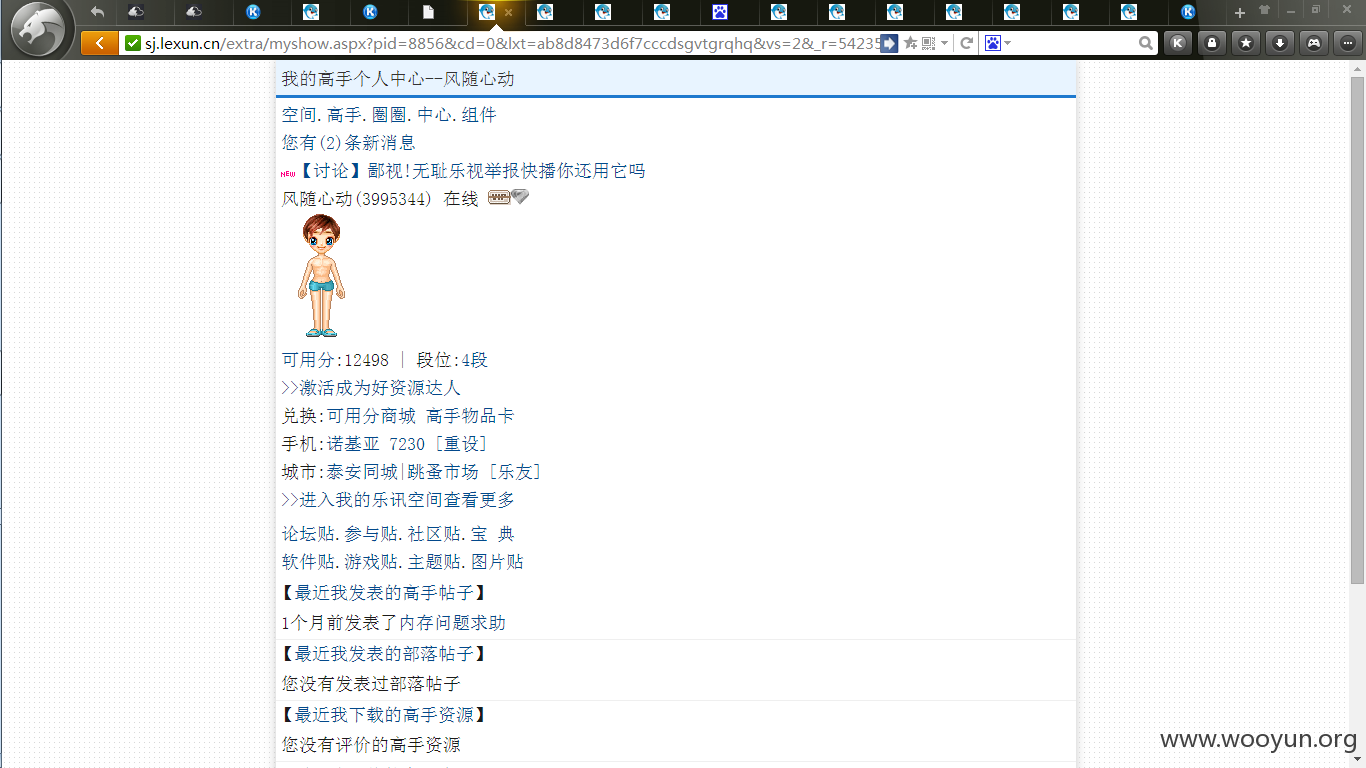 sj.lexun.cn/extra/myshow.aspx?pid=8856&cd=0&lxt=ab8d8473d6f7cccdsgvtgrqhq&vs=2&_r=54235
我的高手个人中心--风随心动
空间.高手.圈圈.中心.组件
您有(2)条新消息
NEW【讨论】鄙视!无耻乐视举报快播你还用它吗
风随心动(3995344) 在线 VIP
可用分:12498 | 段位:4段
>>激活成为好资源达人
兑换:可用分商城 高手物品卡
手机:诺基亚 7230 [重设]
城市:泰安同城|跳蚤市场 [乐友]
>>进入我的乐讯空间查看更多
论坛贴.参与贴.社区贴.宝 典
软件贴.游戏贴.主题贴.图片贴
【最近我发表的高手帖子】
1个月前发表了内存问题求助
【最近我发表的部落帖子】
您没有发表过部落帖子
【最近我下载的高手资源】
您没有评价的高手资源
www.wooyun.org